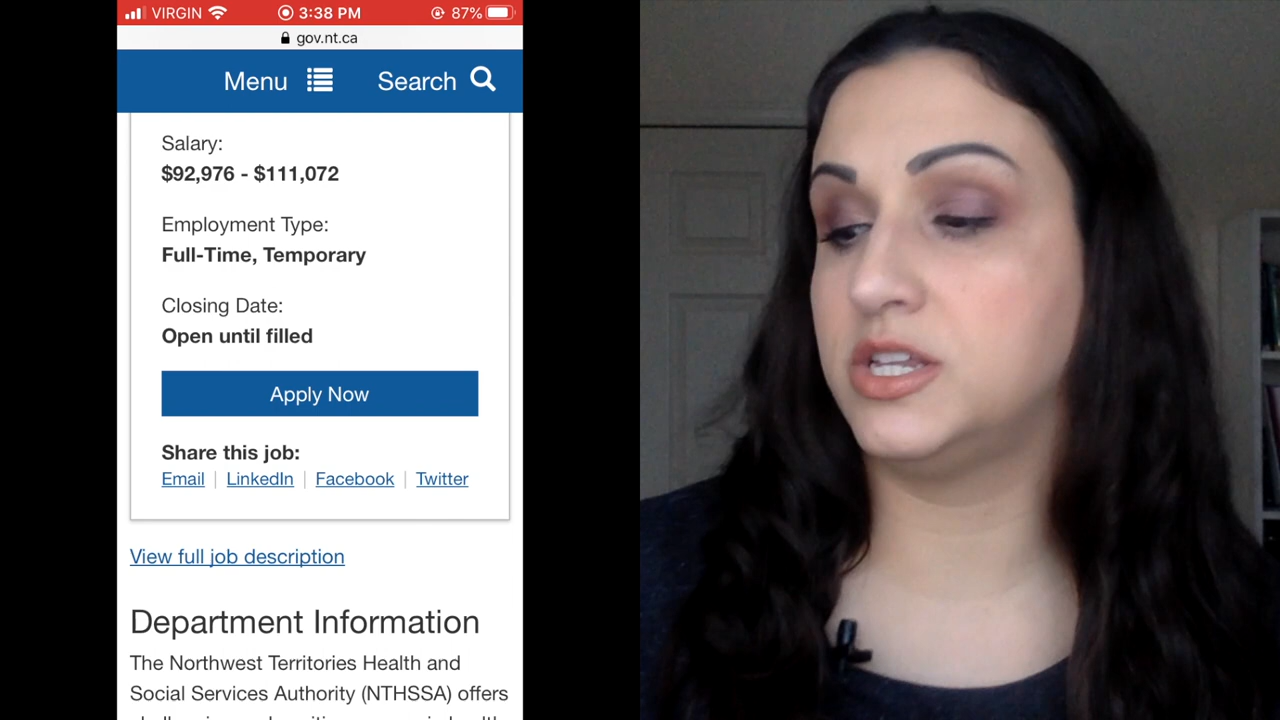 VIRGIN 3:38 PM 87%
gov.nt.ca
Menu Search
Salary:
$92,976 - $111,072
Employment Type:
Full-Time, Temporary
Closing Date:
Open until filled
Apply Now
Share this job:
Email | LinkedIn | Facebook | Twitter
View full job description
Department Information
The Northwest Territories Health and
Social Services Authority (NTHSSA) offers